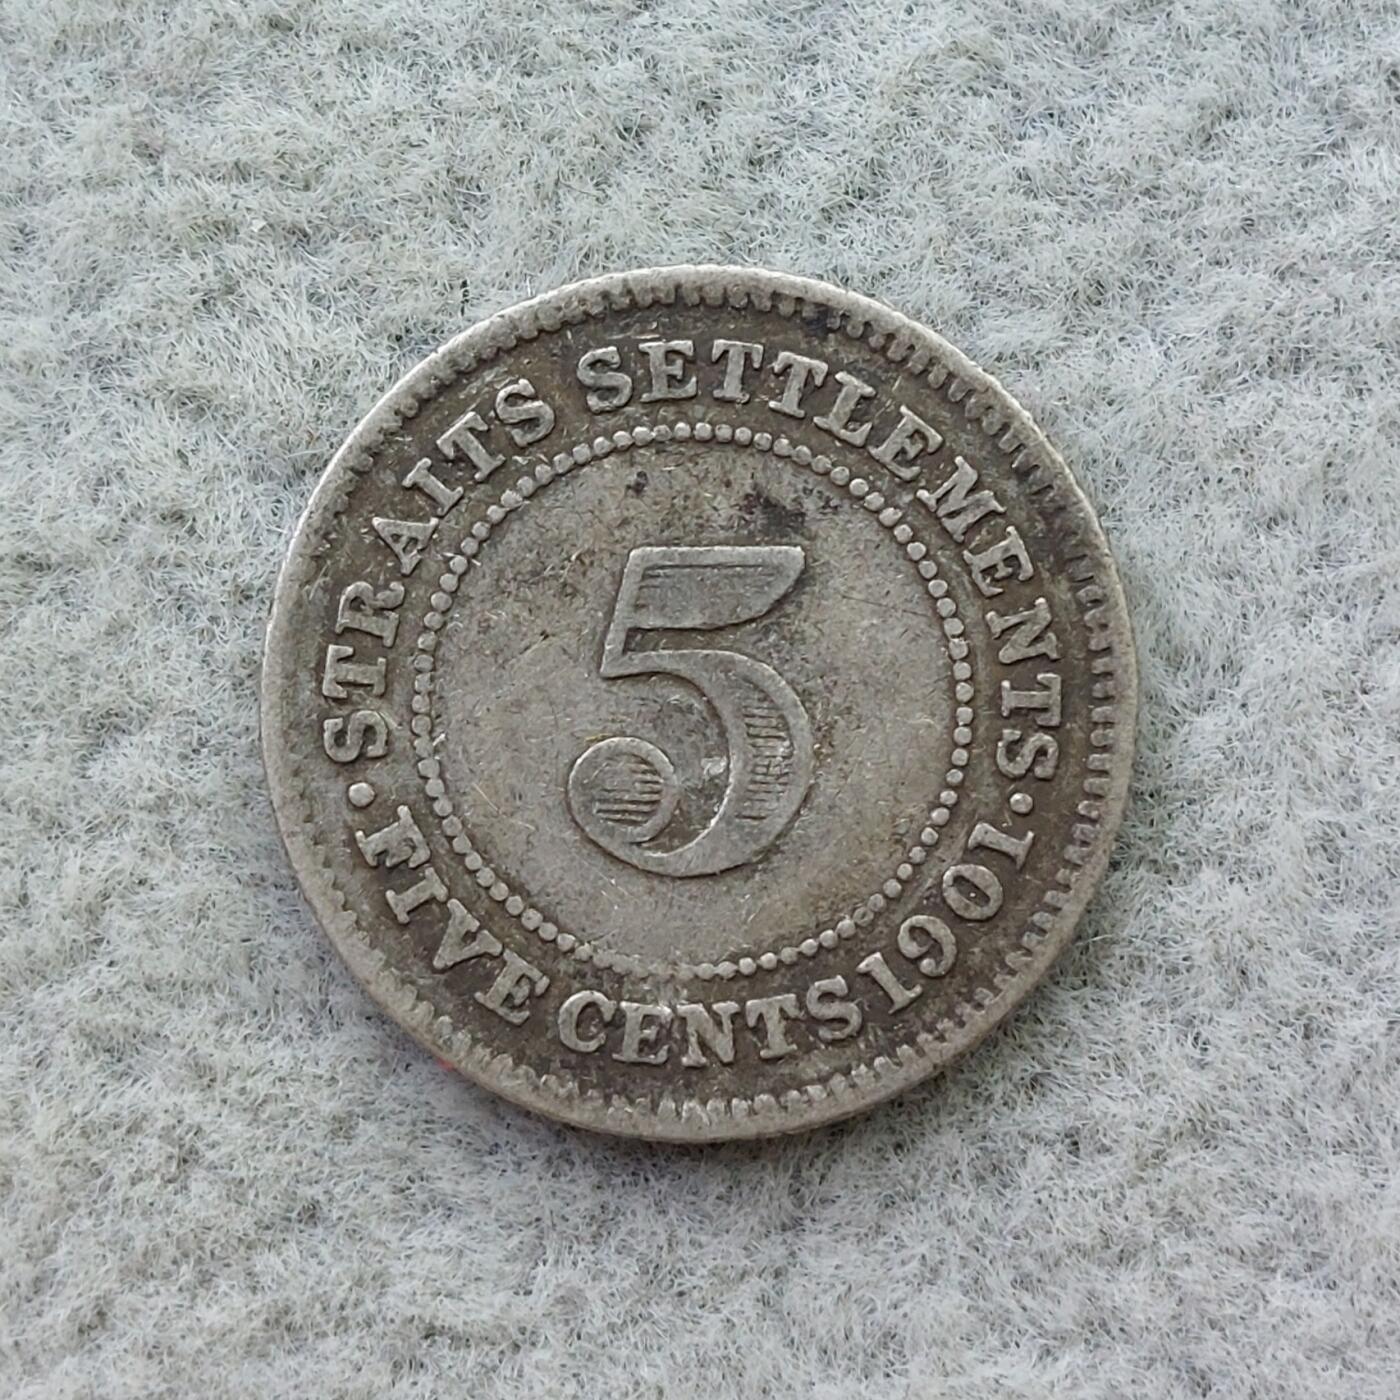 · STRAITS SETTLEMENTS ·
FIVE CENTS 1901
5